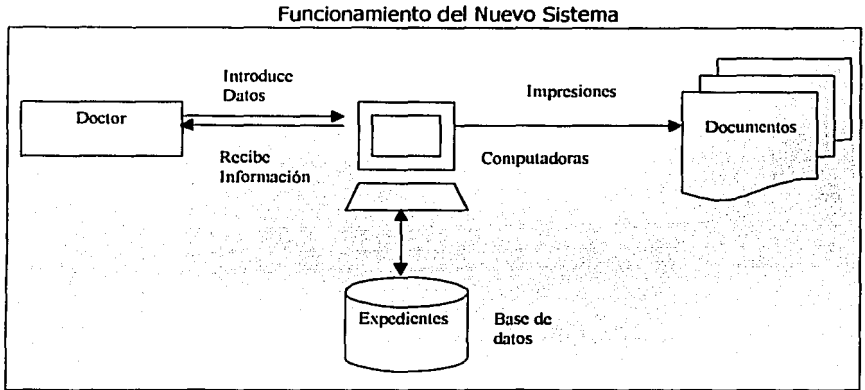 Funcionamiento del Nuevo Sistema
Introduce
Datos
Impresiones
Doctor
Documentos
Recibe
Información
Computadoras
Expedientes
Base de
datos